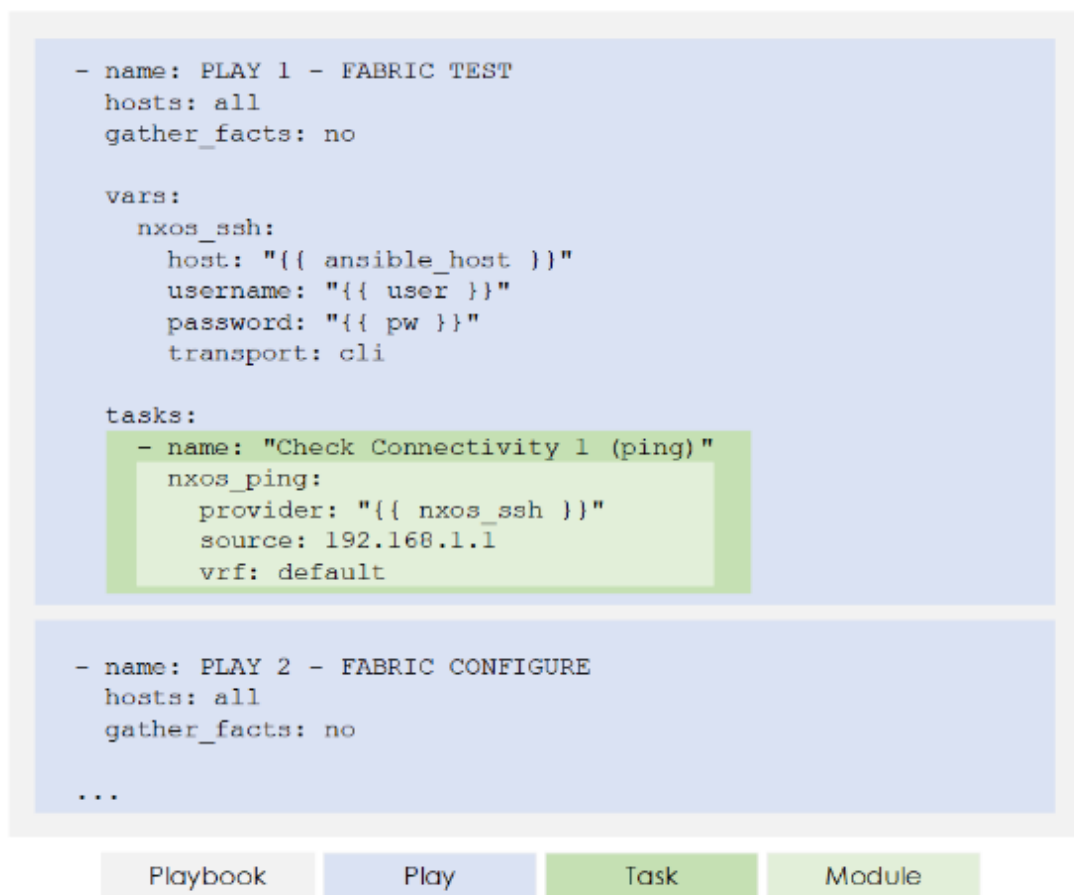 - name: PLAY 1 - FABRIC TEST
hosts: all
gather_facts: no
vars:
nxos_ssh:
host: "{{ ansible_host }}"
username: "{{ user }}"
password: "{{ pw }}"
transport: cli
tasks:
- name: "Check Connectivity 1 (ping)"
nxos_ping:
provider: "{{ nxos_ssh }}"
source: 192.168.1.1
vrf: default
- name: PLAY 2 - FABRIC CONFIGURE
hosts: all
gather_facts: no
...
Playbook Play Task Module